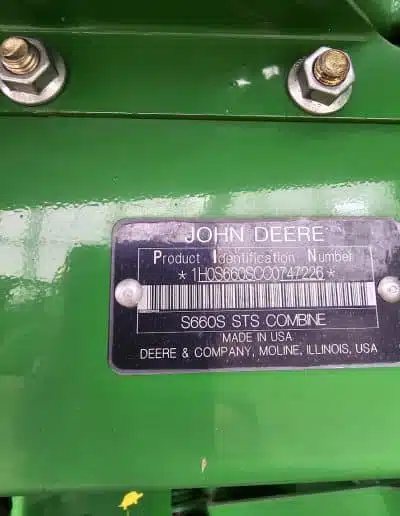 JOHN DEERE
Product Identification Number
*1H0S660SCC0747226*
S660S STS COMBINE
MADE IN USA
DEERE & COMPANY, MOLINE, ILLINOIS, USA